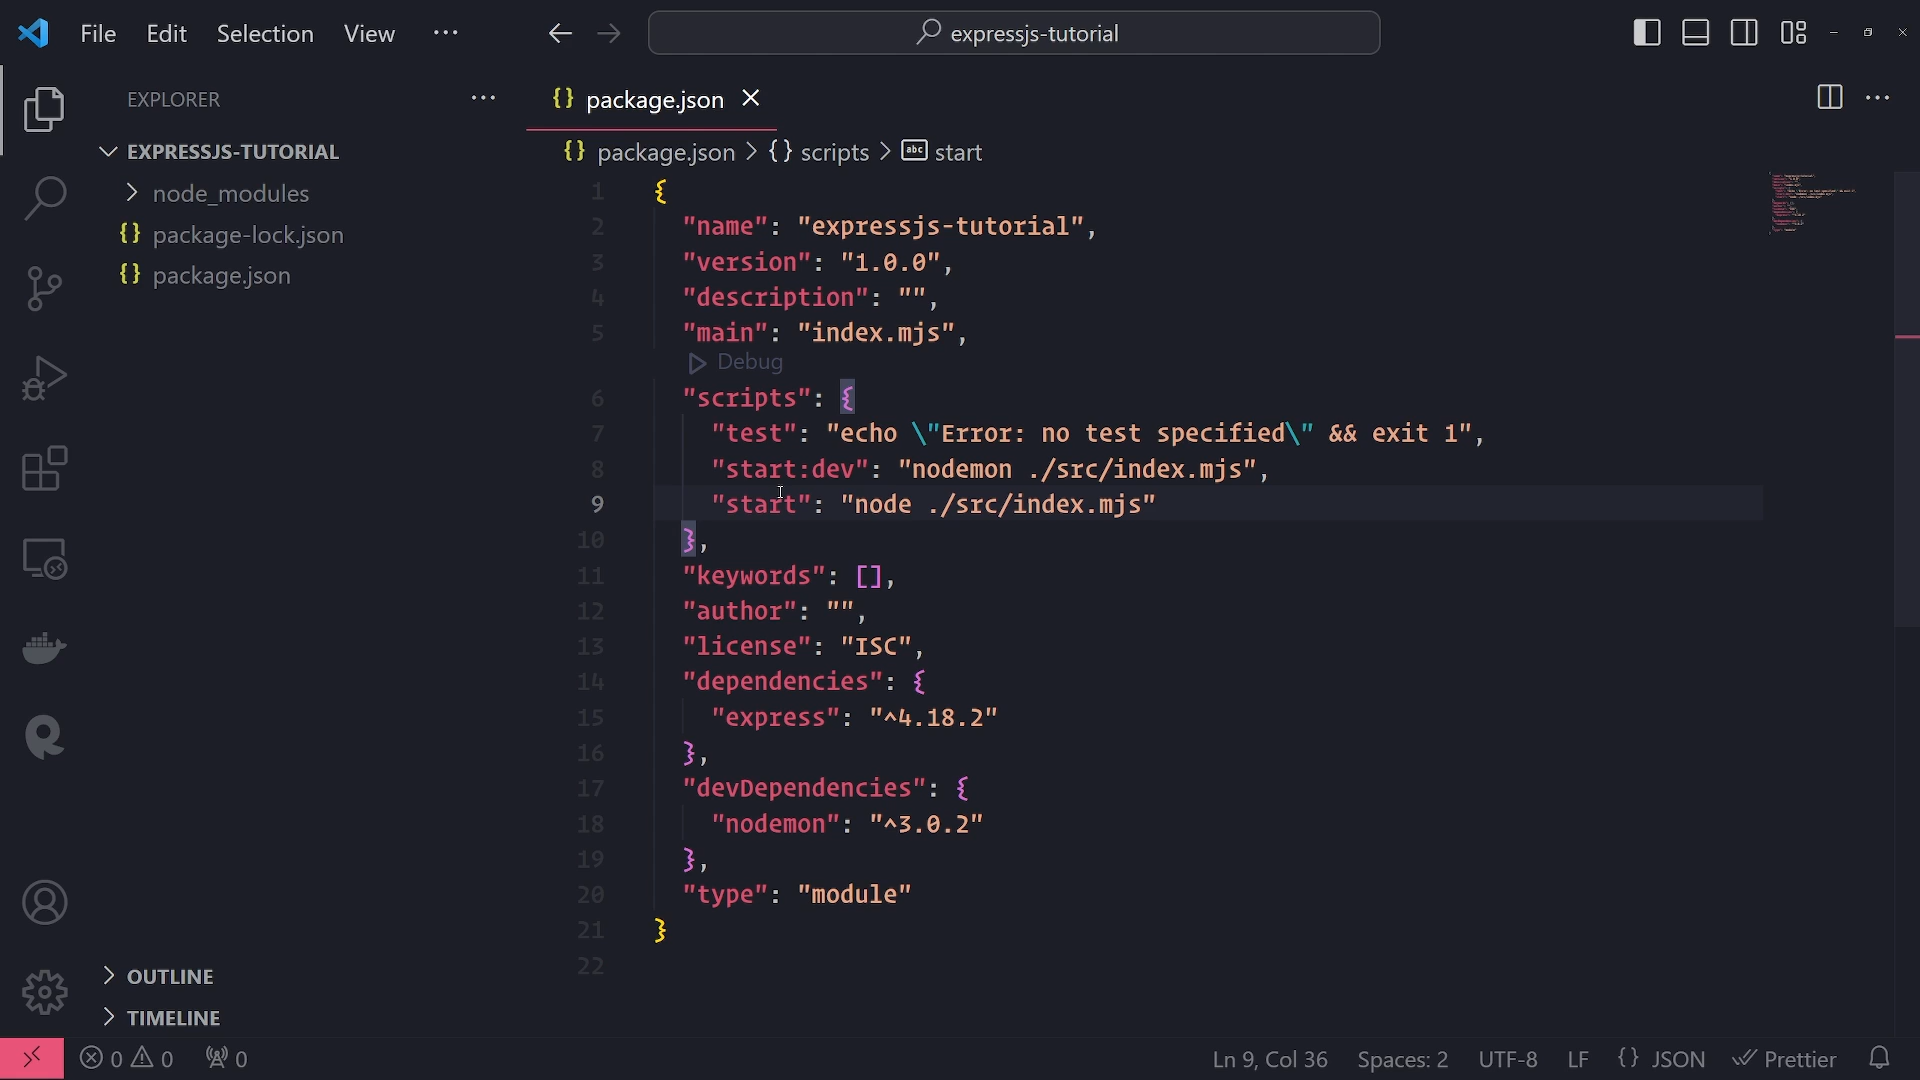 File Edit Selection View ··· expressjs-tutorial
EXPLORER ···
EXPRESSJS-TUTORIAL
node_modules
{} package-lock.json
{} package.json
OUTLINE
TIMELINE
{} package.json
{} package.json > {} scripts > abc start
1 {
2 "name": "expressjs-tutorial",
3 "version": "1.0.0",
4 "description": "",
5 "main": "index.mjs",
Debug
6 "scripts": {
7 "test": "echo \"Error: no test specified\" && exit 1",
8 "start:dev": "nodemon ./src/index.mjs",
9 "start": "node ./src/index.mjs"
10 },
11 "keywords": [],
12 "author": "",
13 "license": "ISC",
14 "dependencies": {
15 "express": "^4.18.2"
16 },
17 "devDependencies": {
18 "nodemon": "^3.0.2"
19 },
20 "type": "module"
21 }
22
0 0 0 Ln 9, Col 36 Spaces: 2 UTF-8 LF {} JSON Prettier